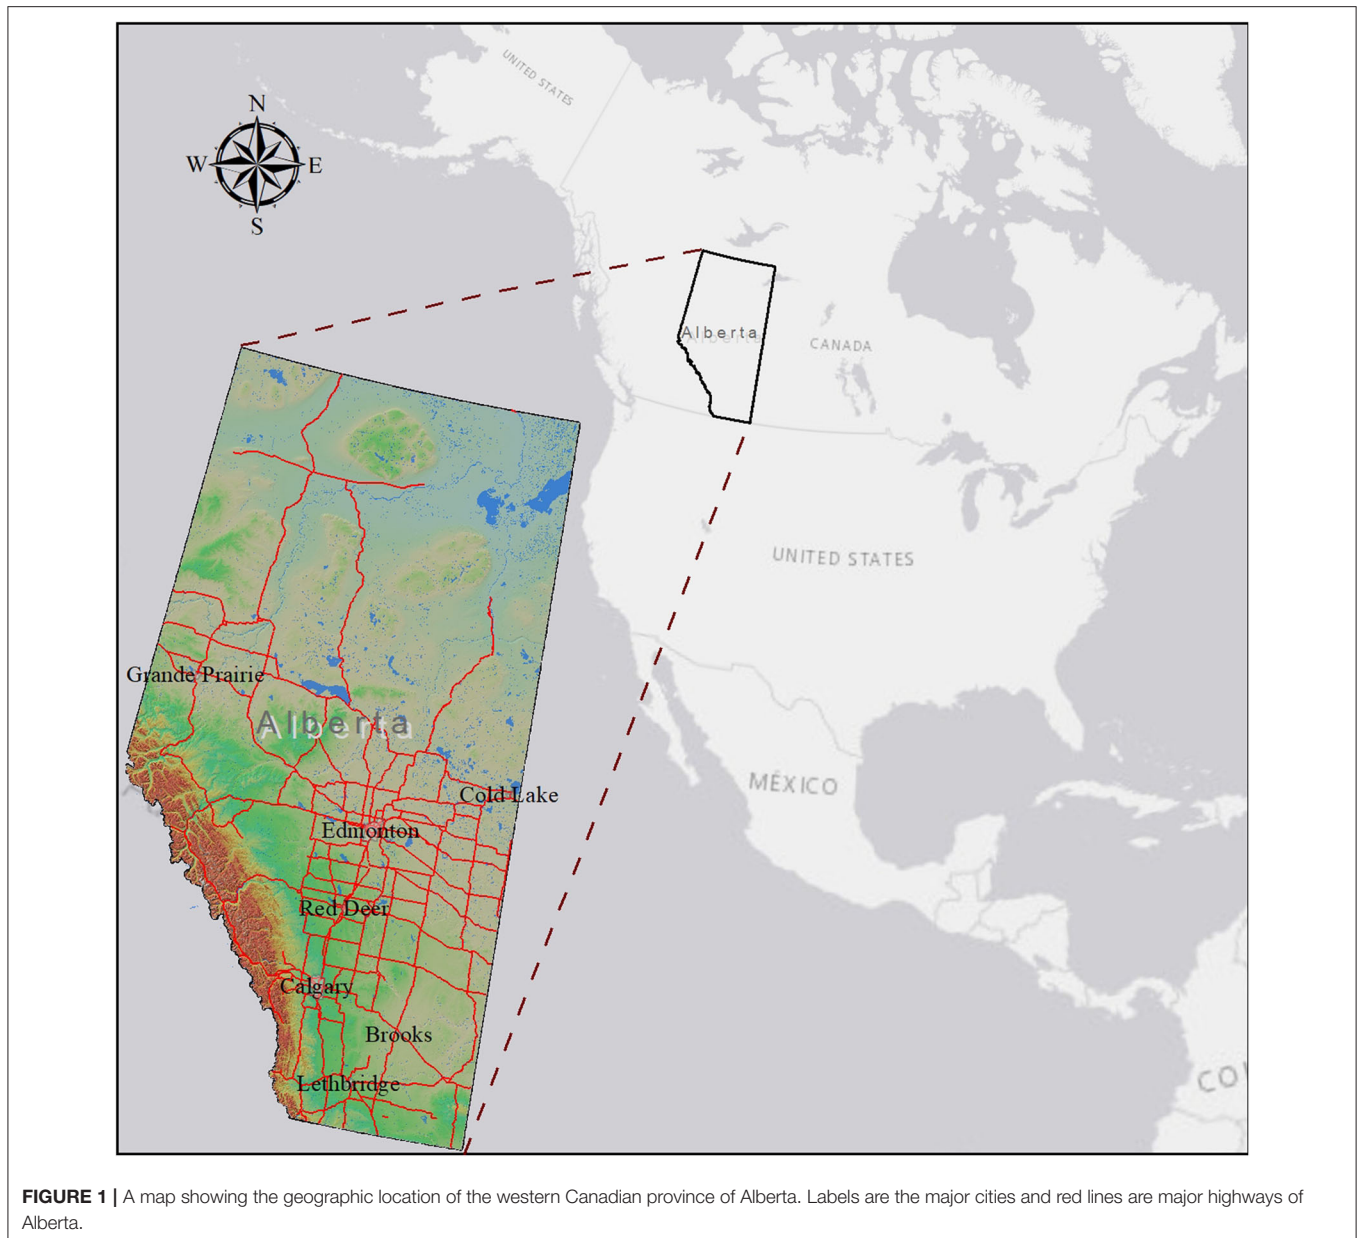 UNITED STATES
N
W E
S
Alberta
CANADA
UNITED STATES
Grande Prairie
Alberta
MÉXICO
Cold Lake
Edmonton
Red Deer
Calgary
Brooks
Lethbridge
FIGURE 1 | A map showing the geographic location of the western Canadian province of Alberta. Labels are the major cities and red lines are major highways of
Alberta.